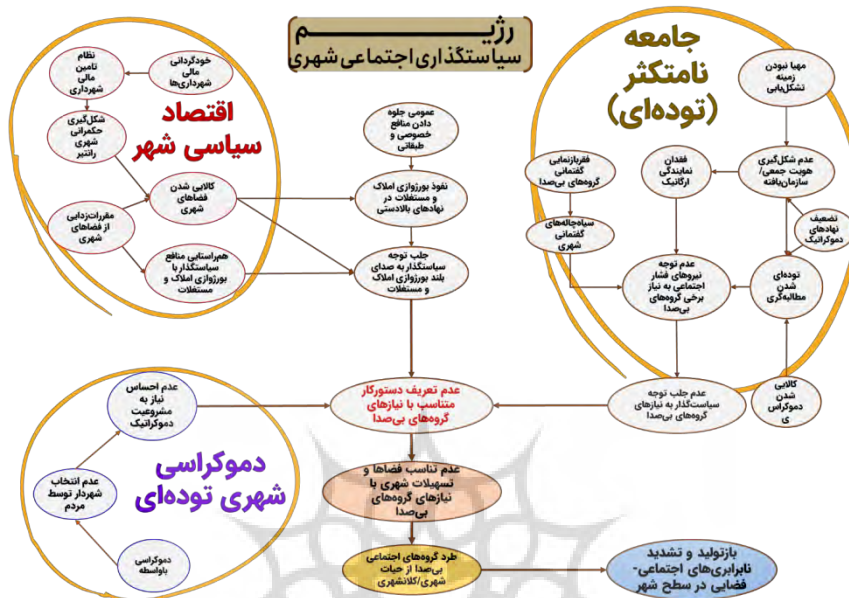 رژیم
سیاستگذاری اجتماعی شهری
جامعه
نامتکثر
(توده‌ای)
مهیا نبودن
زمینه
تشکل‌یابی
عدم شکل‌گیری
هویت جمعی/
سازمان‌یافته
فقدان
نمایندگی
ارگانیک
فقربازنمایی
گفتمانی
گروه‌های بی‌صدا
تضعیف
نهادهای
دموکراتیک
سیاه‌چاله‌های
گفتمانی
شهری
عدم توجه
نیروهای فشار
اجتماعی به نیاز
برخی گروه‌های
بی‌صدا
توده‌ای
شدن
مطالبه‌گری
کالایی
شدن
دموکراس
ی
عدم جلب توجه
سیاست‌گذار به نیازهای
گروه‌های بی‌صدا
اقتصاد
سیاسی شهر
خودگردانی
مالی
شهرداری‌ها
نظام
تامین
مالی
شهرداری
شکل‌گیری
حکمرانی
شهری
رانتیر
کالایی شدن
فضاهای
شهری
مقررات‌زدایی
از فضاهای
شهری
هم‌راستایی منافع
سیاستگذار با
بورژوازی املاک و
مستغلات
عمومی جلوه
دادن منافع
خصوصی و
طبقاتی
نفوذ بورژوازی املاک
و مستغلات در
نهادهای بالادستی
جلب توجه
سیاستگذار به صدای
بلند بورژوازی املاک
و مستغلات
عدم تعریف دستورکار
متناسب با نیازهای
گروه‌های بی‌صدا
عدم تناسب فضاها و
تسهیلات شهری با
نیازهای گروه‌های
بی‌صدا
طرد گروه‌های اجتماعی
بی‌صدا از حیات
شهری/کلانشهری
بازتولید و تشدید
نابرابری‌های اجتماعی-
فضایی در سطح شهر
دموکراسی
شهری توده‌ای
عدم احساس
نیاز به
مشروعیت
دموکراتیک
عدم انتخاب
شهردار توسط
مردم
دموکراسی
باواسطه